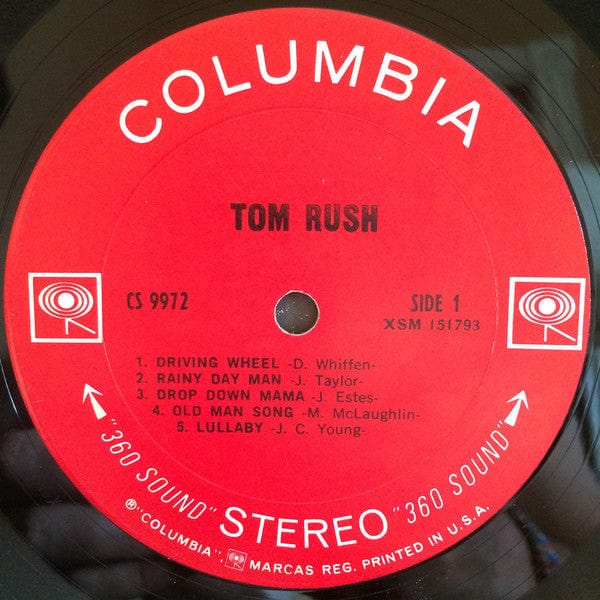 COLUMBIA
TOM RUSH
CS 9972
SIDE 1
XSM 151793
1. DRIVING WHEEL -D. Whiffen-
2. RAINY DAY MAN -J. Taylor-
3. DROP DOWN MAMA -J. Estes-
4. OLD MAN SONG -M. McLaughlin-
5. LULLABY -J. C. Young-
"360 SOUND" STEREO "360 SOUND"
®"COLUMBIA", MARCAS REG. PRINTED IN U.S.A.